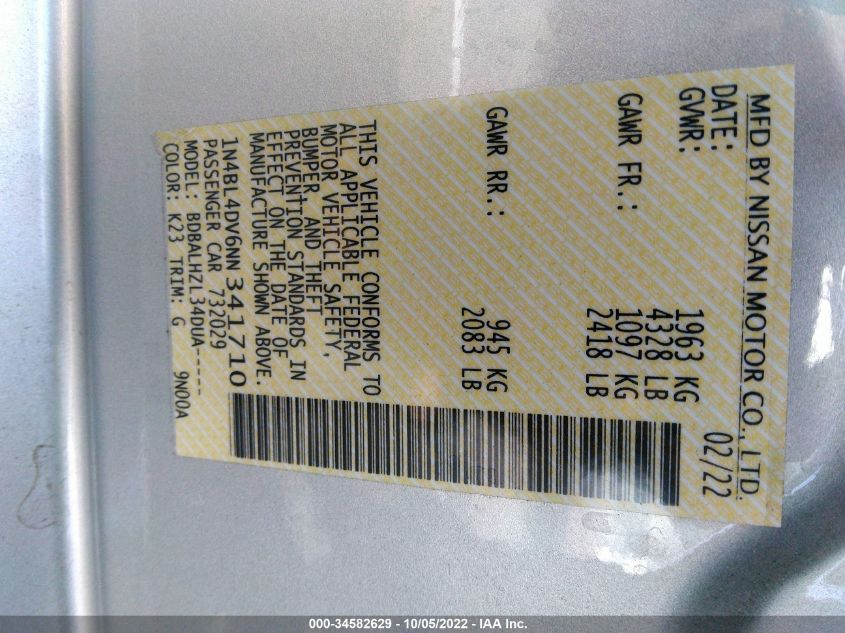 MFD BY NISSAN MOTOR CO., LTD.
DATE: 02/22
GVWR: 1963 KG
4328 LB
GAWR FR.: 1097 KG
2418 LB
GAWR RR.: 945 KG
2083 LB
THIS VEHICLE CONFORMS TO
ALL APPLICABLE FEDERAL
MOTOR VEHICLE SAFETY,
BUMPER, AND THEFT
PREVENTION STANDARDS IN
EFFECT ON THE DATE OF
MANUFACTURE SHOWN ABOVE.
1N4BL4DV6NN341710
PASSENGER CAR 732029
MODEL: BDBALHZL34DUA-----
COLOR: K23 TRIM: G 9N00A
000-34582629 - 10/05/2022 - IAA Inc.